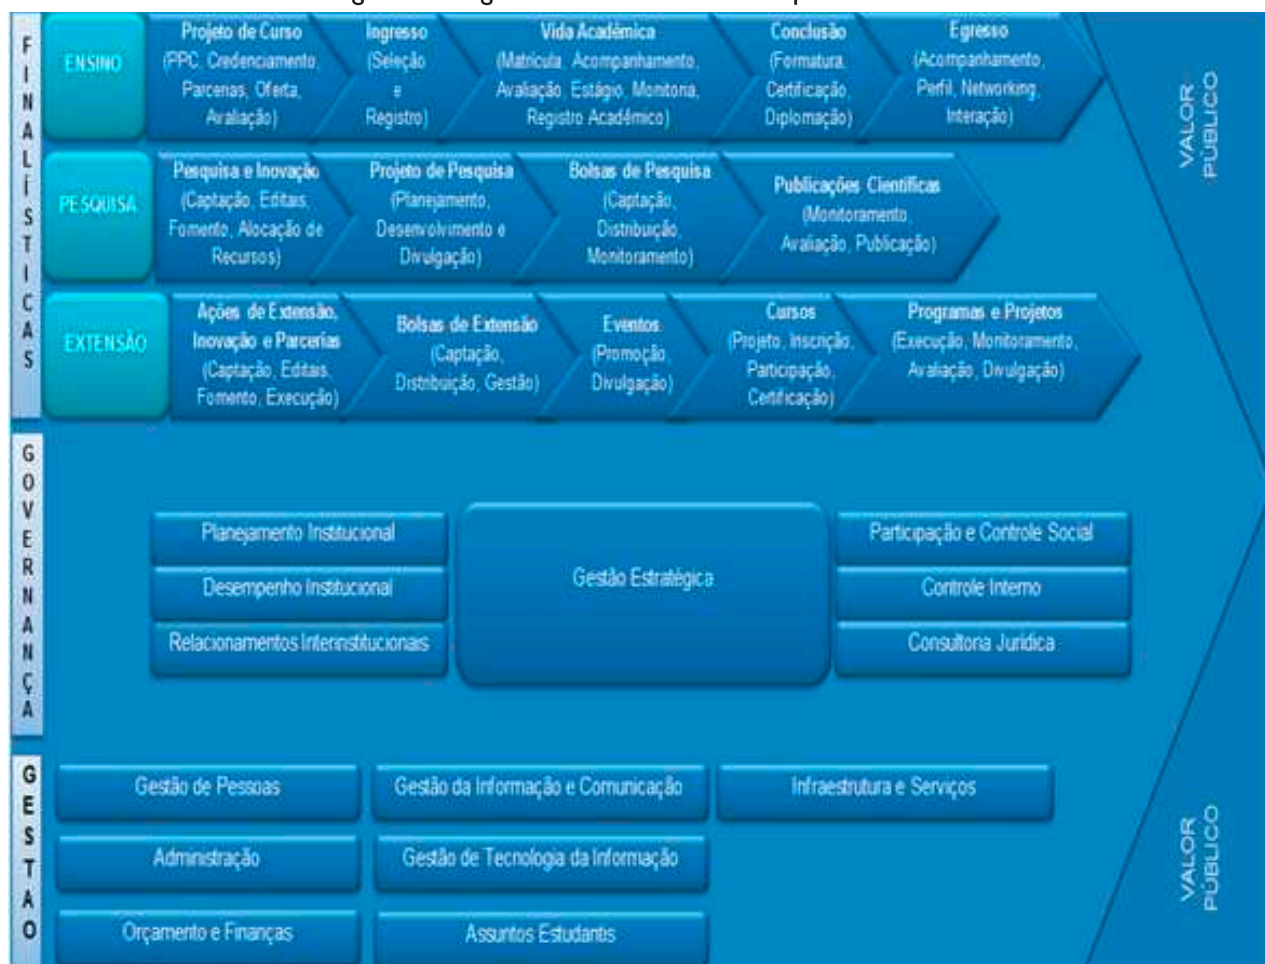 FINALÍSTICAS
ENSINO
Projeto de Curso
(PPC, Credenciamento,
Parcerias, Oferta,
Avaliação)
Ingresso
(Seleção
e
Registro)
Vida Acadêmica
(Matrícula, Acompanhamento,
Avaliação, Estágio, Monitoria,
Registro Acadêmico)
Conclusão
(Formatura,
Certificação,
Diplomação)
Egresso
(Acompanhamento,
Perfil, Networking,
Interação)
PESQUISA
Pesquisa e Inovação
(Captação, Editais,
Fomento, Alocação de
Recursos)
Projeto de Pesquisa
(Planejamento,
Desenvolvimento e
Divulgação)
Bolsas de Pesquisa
(Captação,
Distribuição,
Monitoramento)
Publicações Científicas
(Monitoramento,
Avaliação, Publicação)
EXTENSÃO
Ações de Extensão,
Inovação e Parcerias
(Captação, Editais,
Fomento, Execução)
Bolsas de Extensão
(Captação,
Distribuição, Gestão)
Eventos
(Promoção,
Divulgação)
Cursos
(Projeto, Inscrição,
Participação,
Certificação)
Programas e Projetos
(Execução, Monitoramento,
Avaliação, Divulgação)
VALOR
PÚBLICO
GOVERNANÇA
Planejamento Institucional
Desempenho Institucional
Relacionamentos Interinstitucionais
Gestão Estratégica
Participação e Controle Social
Controle Interno
Consultoria Jurídica
GESTAO
Gestão de Pessoas
Gestão da Informação e Comunicação
Infraestrutura e Serviços
Administração
Gestão de Tecnologia da Informação
Orçamento e Finanças
Assuntos Estudantis
VALOR
PÚBLICO